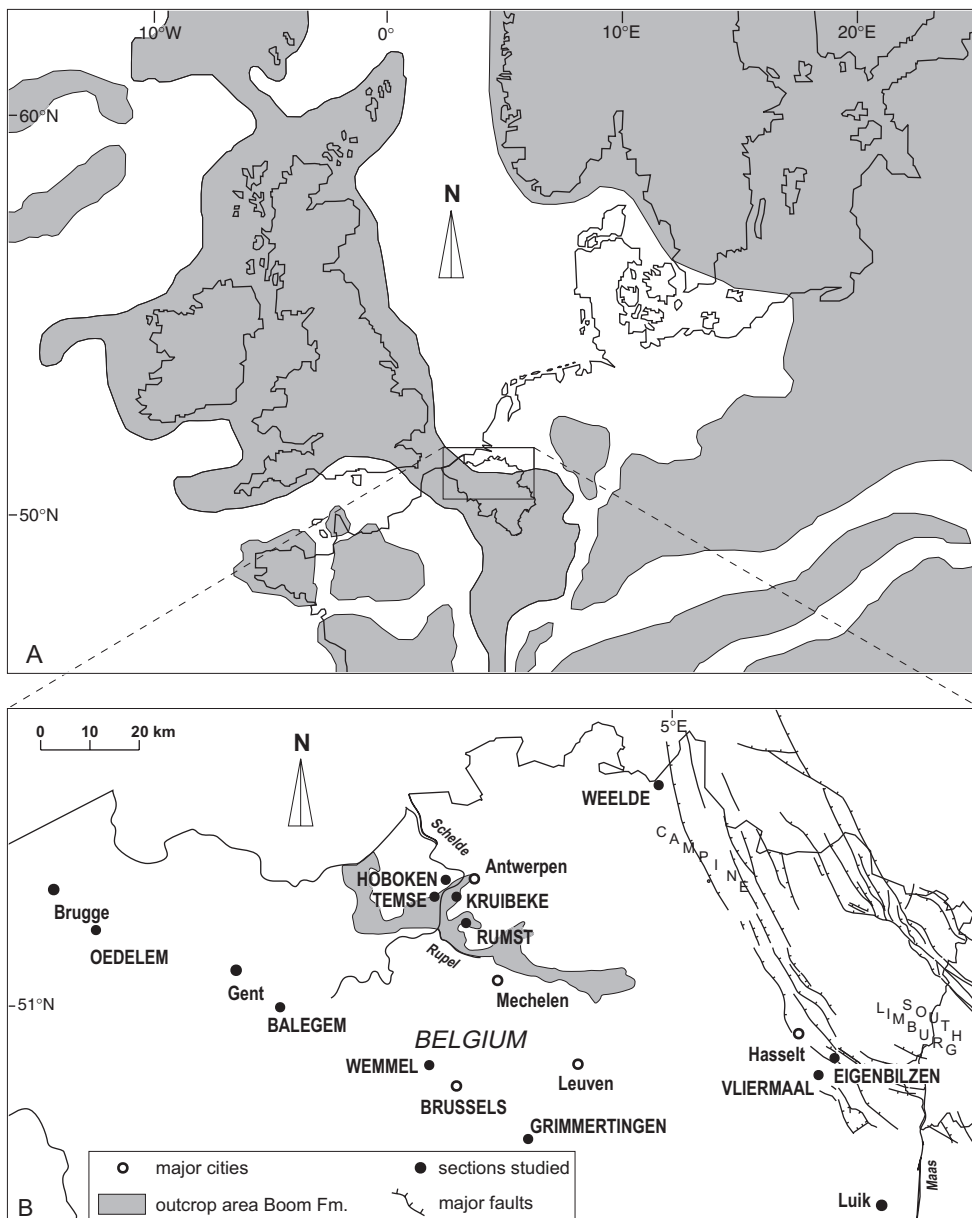 10°W 0° 10°E 20°E
60°N
N
50°N
A
0 10 20 km
N
5°E
WEELDE
CAMPINE
Schelde
Antwerpen
HOBOKEN
TEMSE
KRUIBEKE
Brugge
RUMST
OEDELEM
Rupel
Gent
Mechelen
51°N
BALEGEM
SOUTH
LIMBURG
BELGIUM
Hasselt
WEMMEL
EIGENBILZEN
Leuven
VLIERMAAL
BRUSSELS
GRIMMERTINGEN
Maas
major cities
sections studied
Luik
B
outcrop area Boom Fm.
major faults